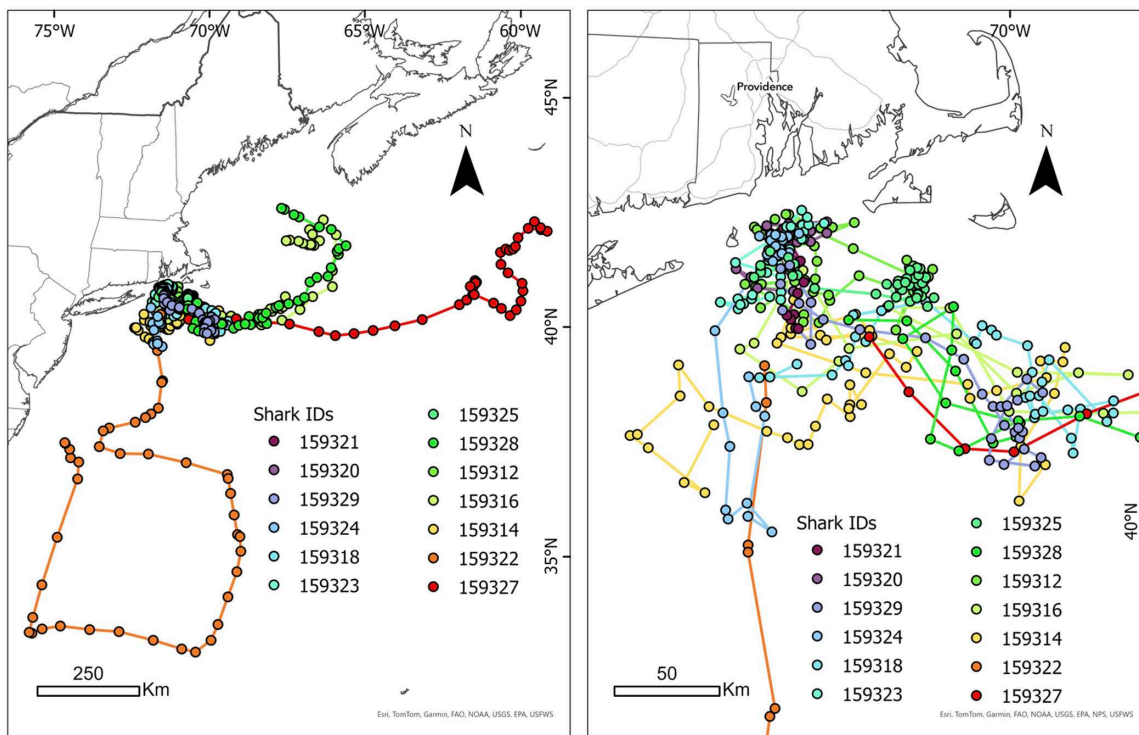 75°W 70°W 65°W 60°W
45°N
N
40°N
35°N
Shark IDs
159321
159320
159329
159324
159318
159323
159325
159328
159312
159316
159314
159322
159327
250
Km
Esri, TomTom, Garmin, FAO, NOAA, USGS, EPA, USFWS
70°W
Providence
N
40°N
Shark IDs
159321
159320
159329
159324
159318
159323
159325
159328
159312
159316
159314
159322
159327
50
Km
Esri, TomTom, Garmin, FAO, NOAA, USGS, EPA, NPS, USFWS